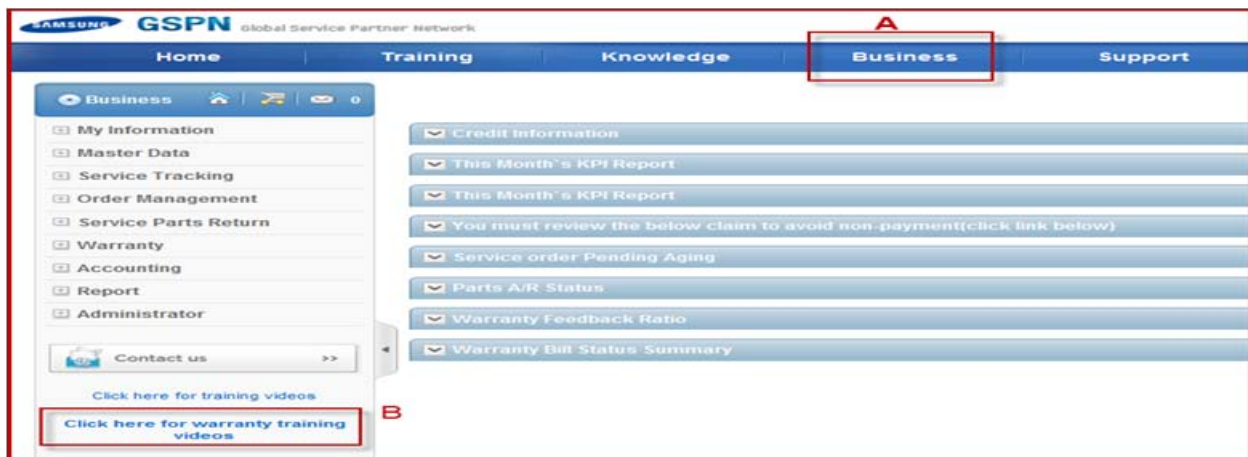 SAMSUNG GSPN Global Service Partner Network
A
Home Training Knowledge Business Support
Business 0
My Information
Master Data
Service Tracking
Order Management
Service Parts Return
Warranty
Accounting
Report
Administrator
Contact us >>
Click here for training videos
Click here for warranty training
videos
B
Credit Information
This Month`s KPI Report
This Month`s KPI Report
You must review the below claim to avoid non-payment(click link below)
Service order Pending Aging
Parts A/R Status
Warranty Feedback Ratio
Warranty Bill Status Summary